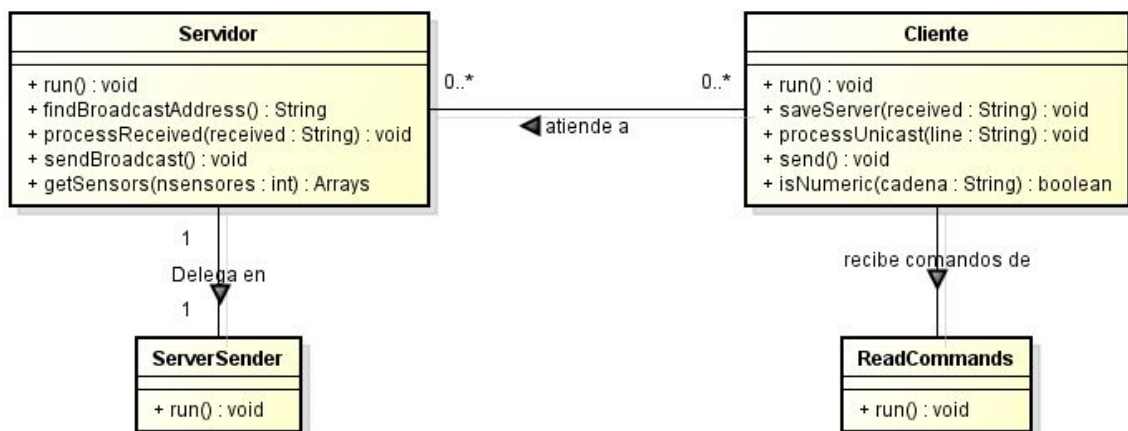 Servidor
+ run() : void
+ findBroadcastAddress() : String
+ processReceived(received : String) : void
+ sendBroadcast() : void
+ getSensors(nsensores : int) : Arrays
0..*
0..*
atiende a
Cliente
+ run() : void
+ saveServer(received : String) : void
+ processUnicast(line : String) : void
+ send() : void
+ isNumeric(cadena : String) : boolean
1
Delega en
1
recibe comandos de
ServerSender
+ run() : void
ReadCommands
+ run() : void